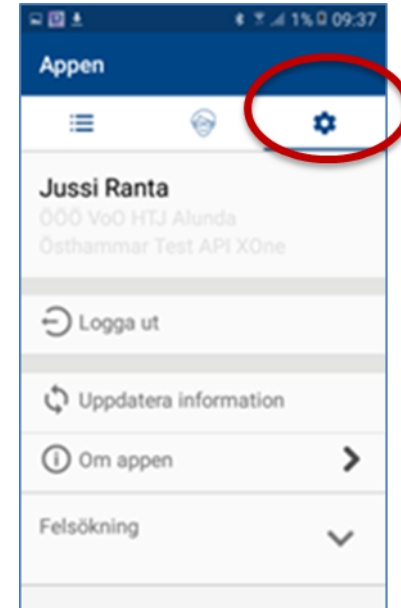 1% 09:37
Appen
Jussi Ranta
ÖÖÖ VoO HTJ Alunda
Östhammar Test API XOne
Logga ut
Uppdatera information
Om appen
Felsökning